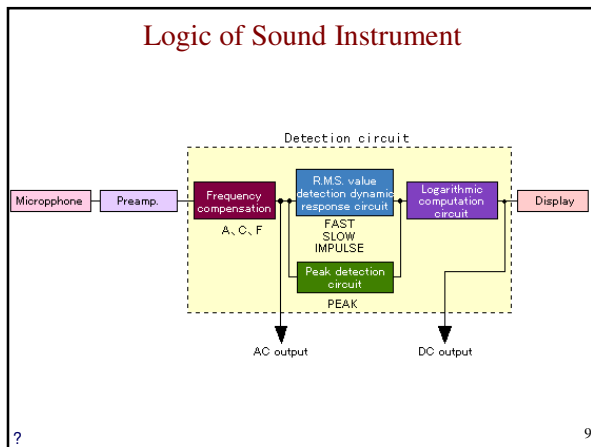 Logic of Sound Instrument
Detection circuit
Micropphone
Preamp.
Frequency
compensation
A、C、F
R.M.S. value
detection dynamic
response circuit
FAST
SLOW
IMPULSE
Peak detection
circuit
PEAK
Logarithmic
computation
circuit
Display
AC output
DC output
?
9